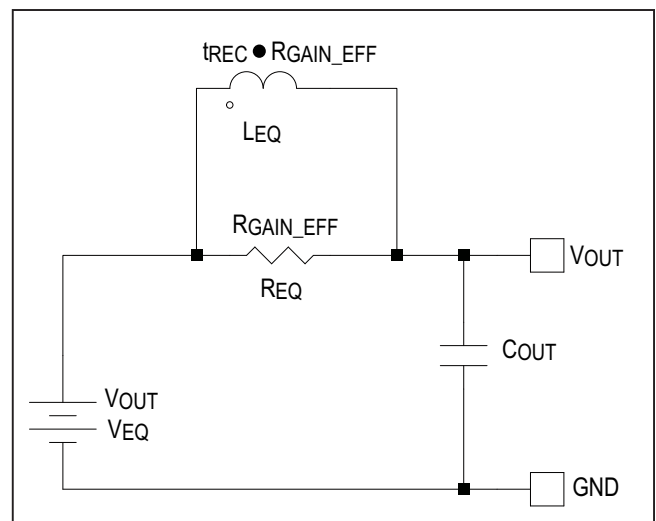 tREC • RGAIN_EFF
LEQ
RGAIN_EFF
REQ
VOUT
COUT
VOUT
VEQ
GND